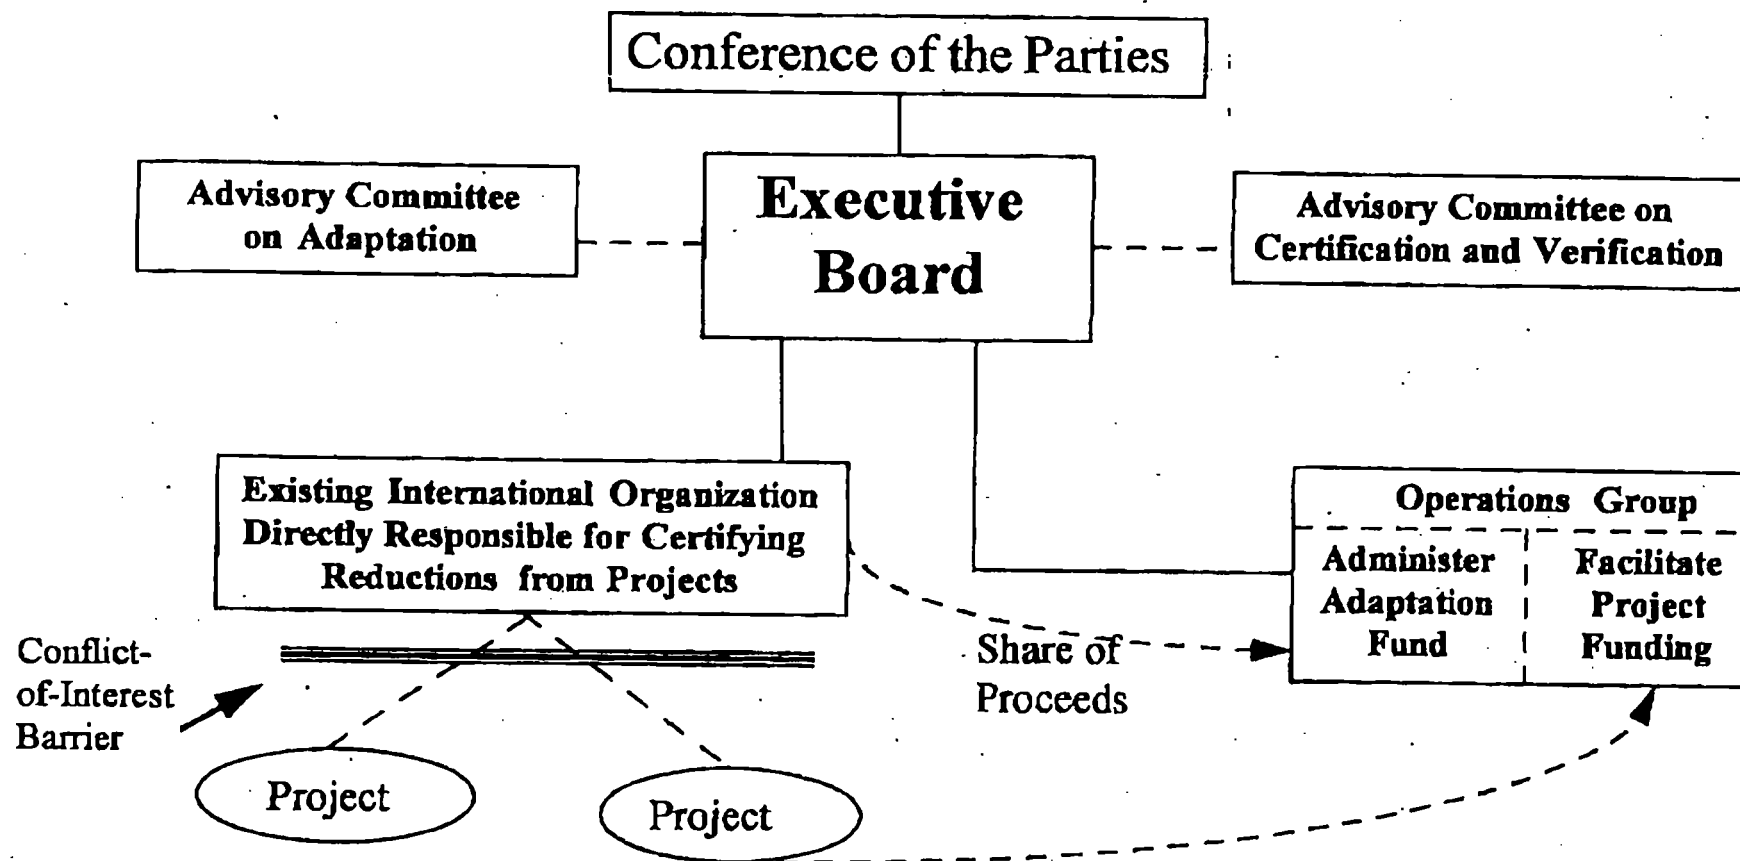 Conference of the Parties
Advisory Committee
on Adaptation
Executive
Board
Advisory Committee on
Certification and Verification
Existing International Organization
Directly Responsible for Certifying
Reductions from Projects
Operations Group
Administer
Adaptation
Fund
Facilitate
Project
Funding
Conflict-
of-Interest
Barrier
Share of
Proceeds
Project
Project